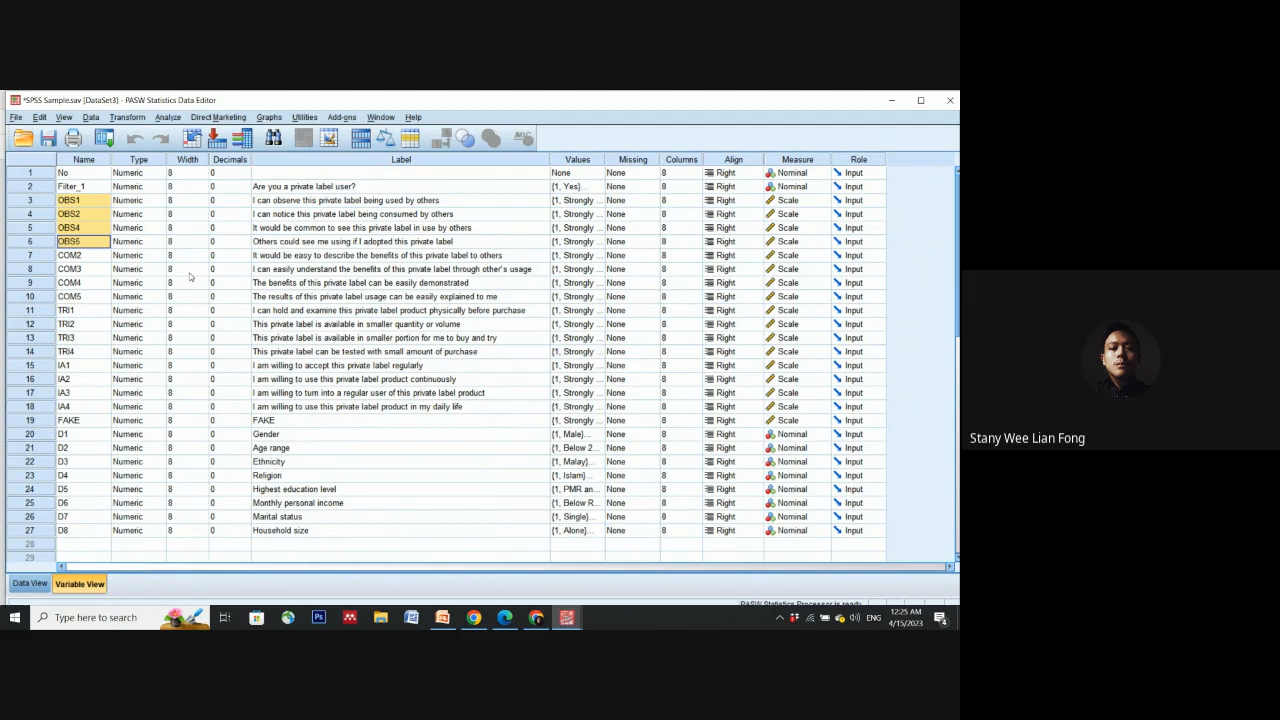 *SPSS Sample.sav [DataSet3] - PASW Statistics Data Editor
File Edit View Data Transform Analyze Direct Marketing Graphs Utilities Add-ons Window Help
Name Type Width Decimals Label Values Missing Columns Align Measure Role
1 No Numeric 8 0 None None 8 Right Nominal Input
2 Filter_1 Numeric 8 0 Are you a private label user? {1, Yes}... None 8 Right Nominal Input
3 OBS1 Numeric 8 0 I can observe this private label being used by others {1, Strongly ... None 8 Right Scale Input
4 OBS2 Numeric 8 0 I can notice this private label being consumed by others {1, Strongly ... None 8 Right Scale Input
5 OBS4 Numeric 8 0 It would be common to see this private label in use by others {1, Strongly ... None 8 Right Scale Input
6 OBS5 Numeric 8 0 Others could see me using if I adopted this private label {1, Strongly ... None 8 Right Scale Input
7 COM2 Numeric 8 0 It would be easy to describe the benefits of this private label to others {1, Strongly ... None 8 Right Scale Input
8 COM3 Numeric 8 0 I can easily understand the benefits of this private label through other's usage {1, Strongly ... None 8 Right Scale Input
9 COM4 Numeric 8 0 The benefits of this private label can be easily demonstrated {1, Strongly ... None 8 Right Scale Input
10 COM5 Numeric 8 0 The results of this private label usage can be easily explained to me {1, Strongly ... None 8 Right Scale Input
11 TRI1 Numeric 8 0 I can hold and examine this private label product physically before purchase {1, Strongly ... None 8 Right Scale Input
12 TRI2 Numeric 8 0 This private label is available in smaller quantity or volume {1, Strongly ... None 8 Right Scale Input
13 TRI3 Numeric 8 0 This private label is available in smaller portion for me to buy and try {1, Strongly ... None 8 Right Scale Input
14 TRI4 Numeric 8 0 This private label can be tested with small amount of purchase {1, Strongly ... None 8 Right Scale Input
15 IA1 Numeric 8 0 I am willing to accept this private label regularly {1, Strongly ... None 8 Right Scale Input
16 IA2 Numeric 8 0 I am willing to use this private label product continuously {1, Strongly ... None 8 Right Scale Input
17 IA3 Numeric 8 0 I am willing to turn into a regular user of this private label product {1, Strongly ... None 8 Right Scale Input
18 IA4 Numeric 8 0 I am willing to use this private label product in my daily life {1, Strongly ... None 8 Right Scale Input
19 FAKE Numeric 8 0 FAKE {1, Strongly ... None 8 Right Scale Input
20 D1 Numeric 8 0 Gender {1, Male}... None 8 Right Nominal Input
21 D2 Numeric 8 0 Age range {1, Below 2... None 8 Right Nominal Input
22 D3 Numeric 8 0 Ethnicity {1, Malay}... None 8 Right Nominal Input
23 D4 Numeric 8 0 Religion {1, Islam}... None 8 Right Nominal Input
24 D5 Numeric 8 0 Highest education level {1, PMR an... None 8 Right Nominal Input
25 D6 Numeric 8 0 Monthly personal income {1, Below R... None 8 Right Nominal Input
26 D7 Numeric 8 0 Marital status {1, Single}... None 8 Right Nominal Input
27 D8 Numeric 8 0 Household size {1, Alone}... None 8 Right Nominal Input
28
29
Data View Variable View
PASW Statistics Processor is ready
Type here to search
Ps
ENG
12:25 AM
4/15/2023
4
Stany Wee Lian Fong